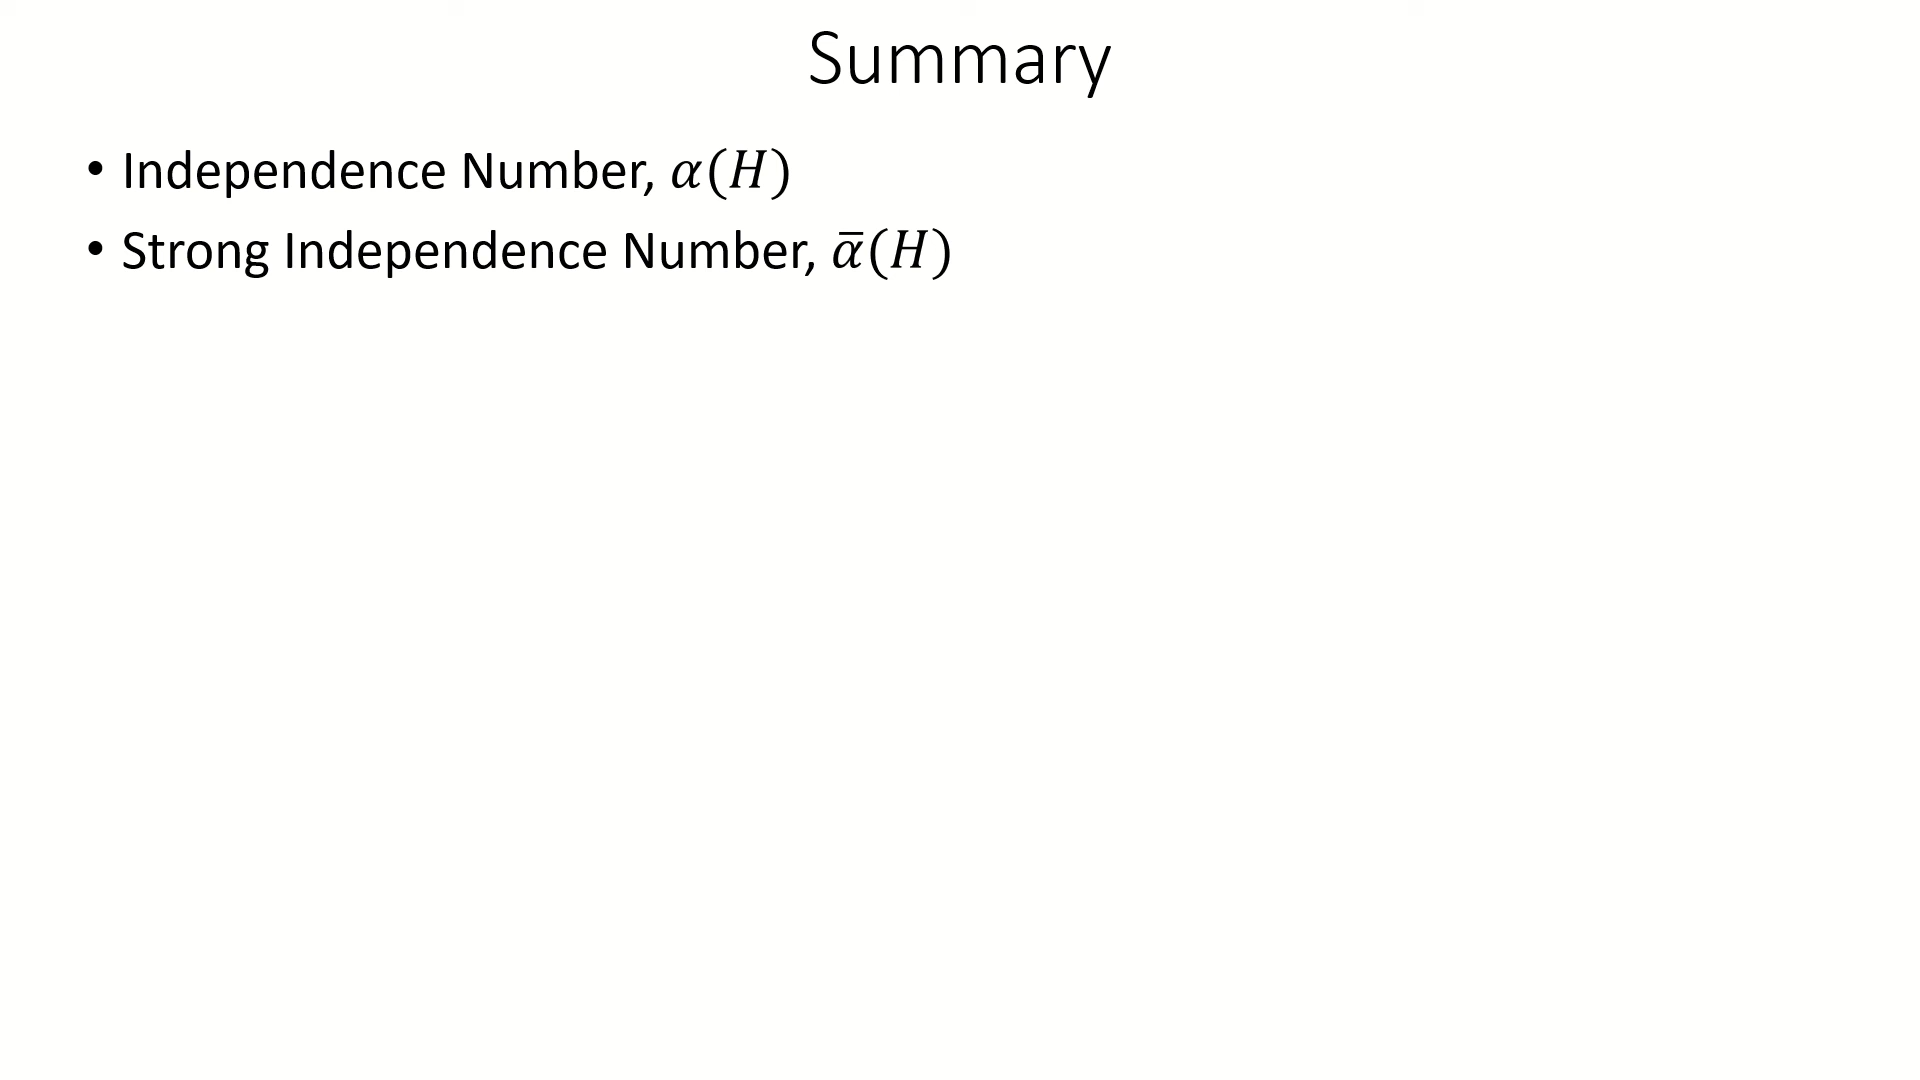 Summary
• Independence Number, 𝛼(𝐻)
• Strong Independence Number, 𝛼̅(𝐻)